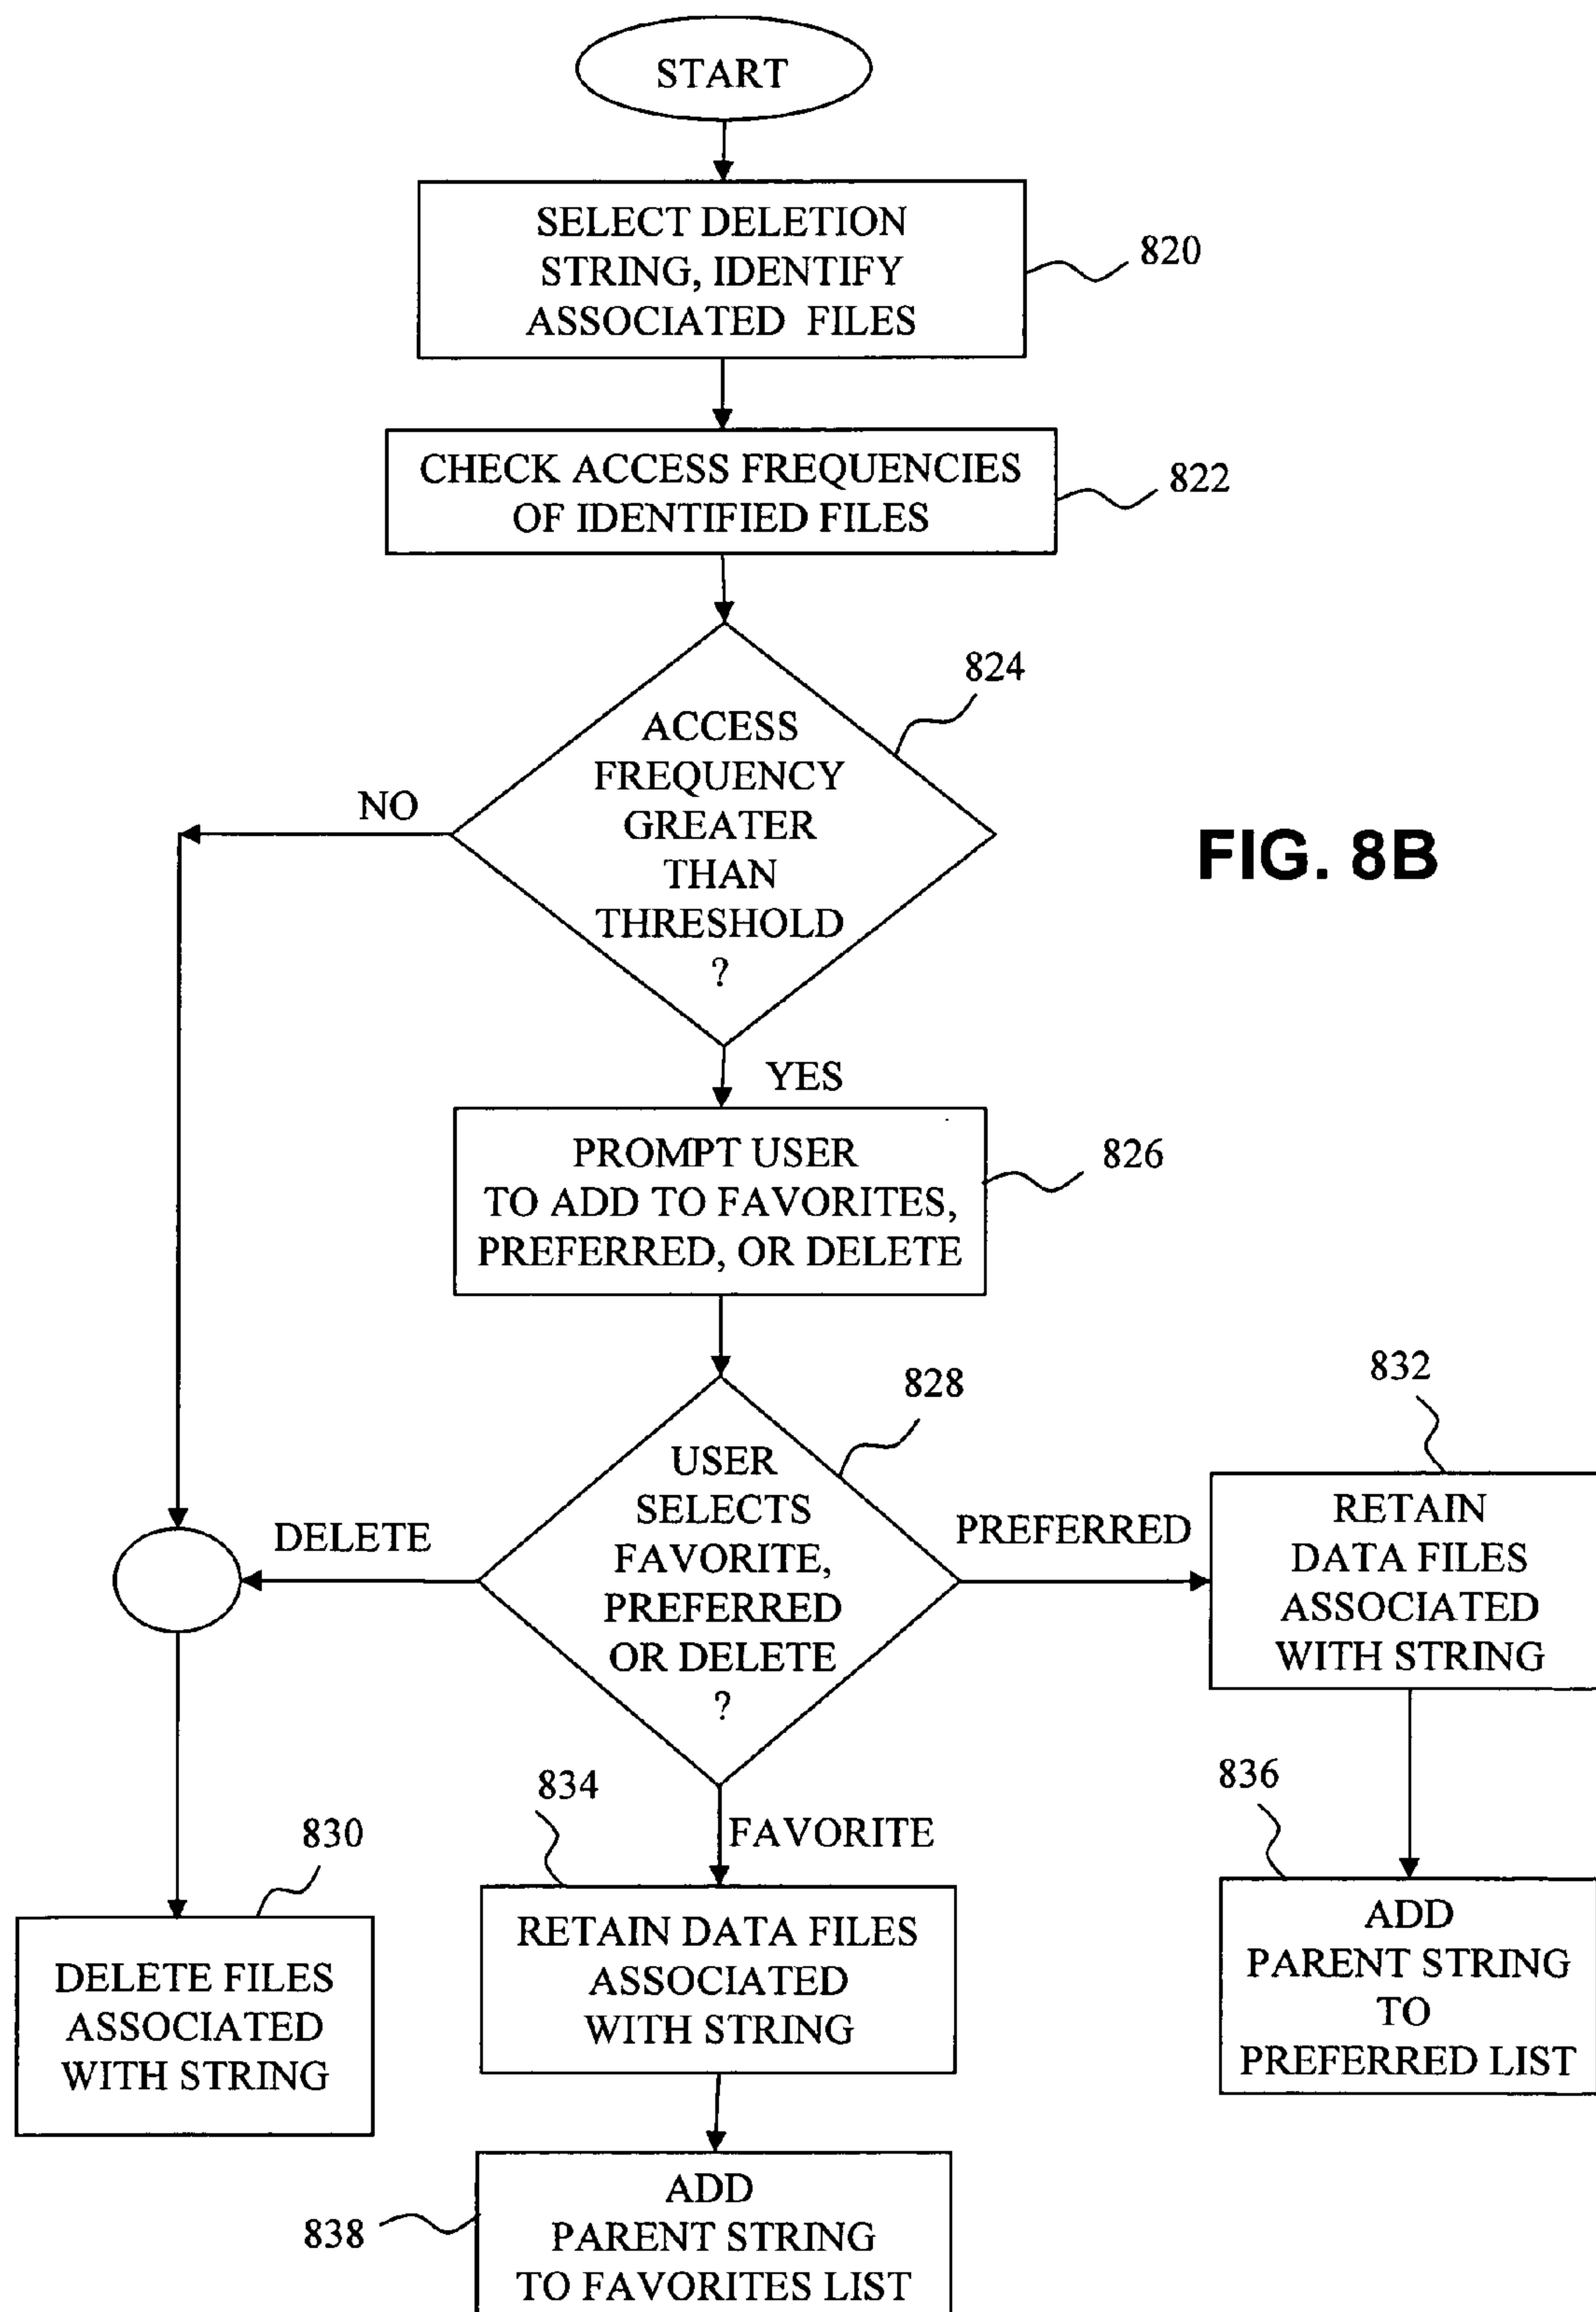 START
SELECT DELETION
STRING, IDENTIFY
ASSOCIATED FILES
820
CHECK ACCESS FREQUENCIES
OF IDENTIFIED FILES
822
824
ACCESS
FREQUENCY
GREATER
THAN
THRESHOLD
?
NO
FIG. 8B
YES
PROMPT USER
TO ADD TO FAVORITES,
PREFERRED, OR DELETE
826
828
832
USER
SELECTS
FAVORITE,
PREFERRED
OR DELETE
?
DELETE
PREFERRED
RETAIN
DATA FILES
ASSOCIATED
WITH STRING
834
FAVORITE
836
830
DELETE FILES
ASSOCIATED
WITH STRING
RETAIN DATA FILES
ASSOCIATED
WITH STRING
ADD
PARENT STRING
TO
PREFERRED LIST
838
ADD
PARENT STRING
TO FAVORITES LIST